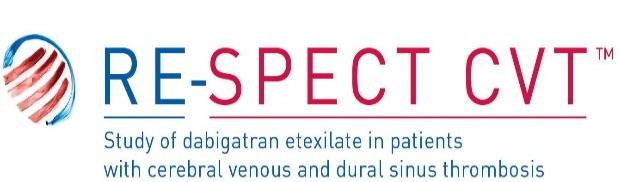 RE-SPECT CVT™
Study of dabigatran etexilate in patients
with cerebral venous and dural sinus thrombosis